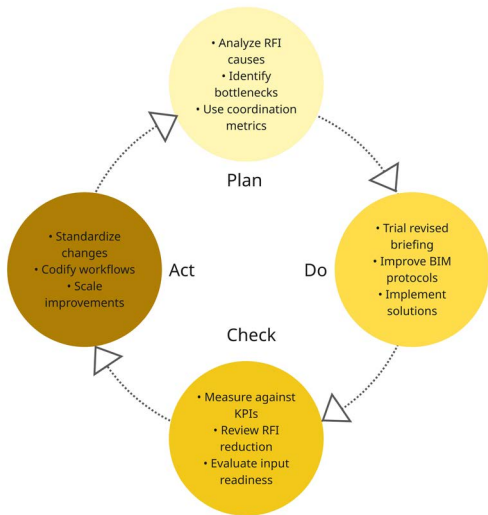 • Analyze RFI
causes
• Identify
bottlenecks
• Use coordination
metrics
Plan
• Trial revised
briefing
• Improve BIM
protocols
• Implement
solutions
Do
Check
• Measure against
KPIs
• Review RFI
reduction
• Evaluate input
readiness
• Standardize
changes
• Codify workflows
• Scale
improvements
Act